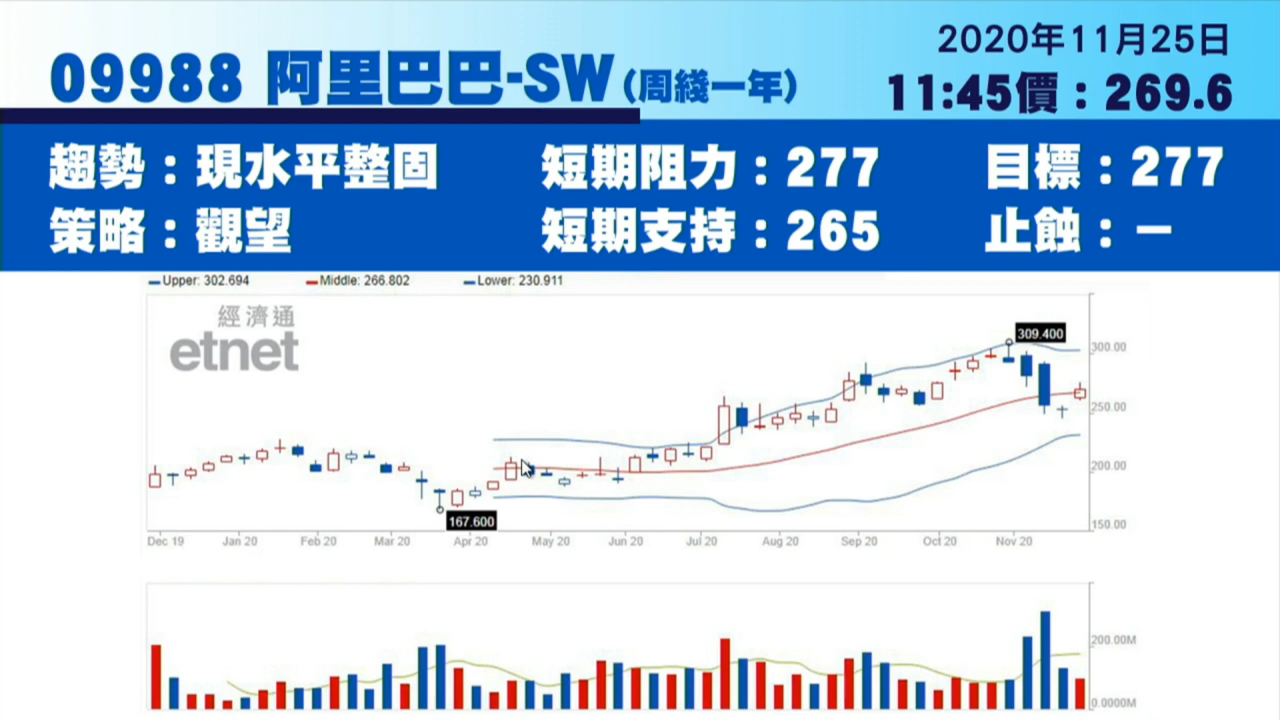 09988 阿里巴巴-SW(周綫一年)
2020年11月25日
11:45價：269.6
趨勢：現水平整固
短期阻力：277
目標：277
策略：觀望
短期支持：265
止蝕：－
Upper: 302.694
Middle: 266.802
Lower: 230.911
經濟通
etnet
309.400
167.600
300.00
250.00
200.00
150.00
Dec 19
Jan 20
Feb 20
Mar 20
Apr 20
May 20
Jun 20
Jul 20
Aug 20
Sep 20
Oct 20
Nov 20
200.00M
0.0000M